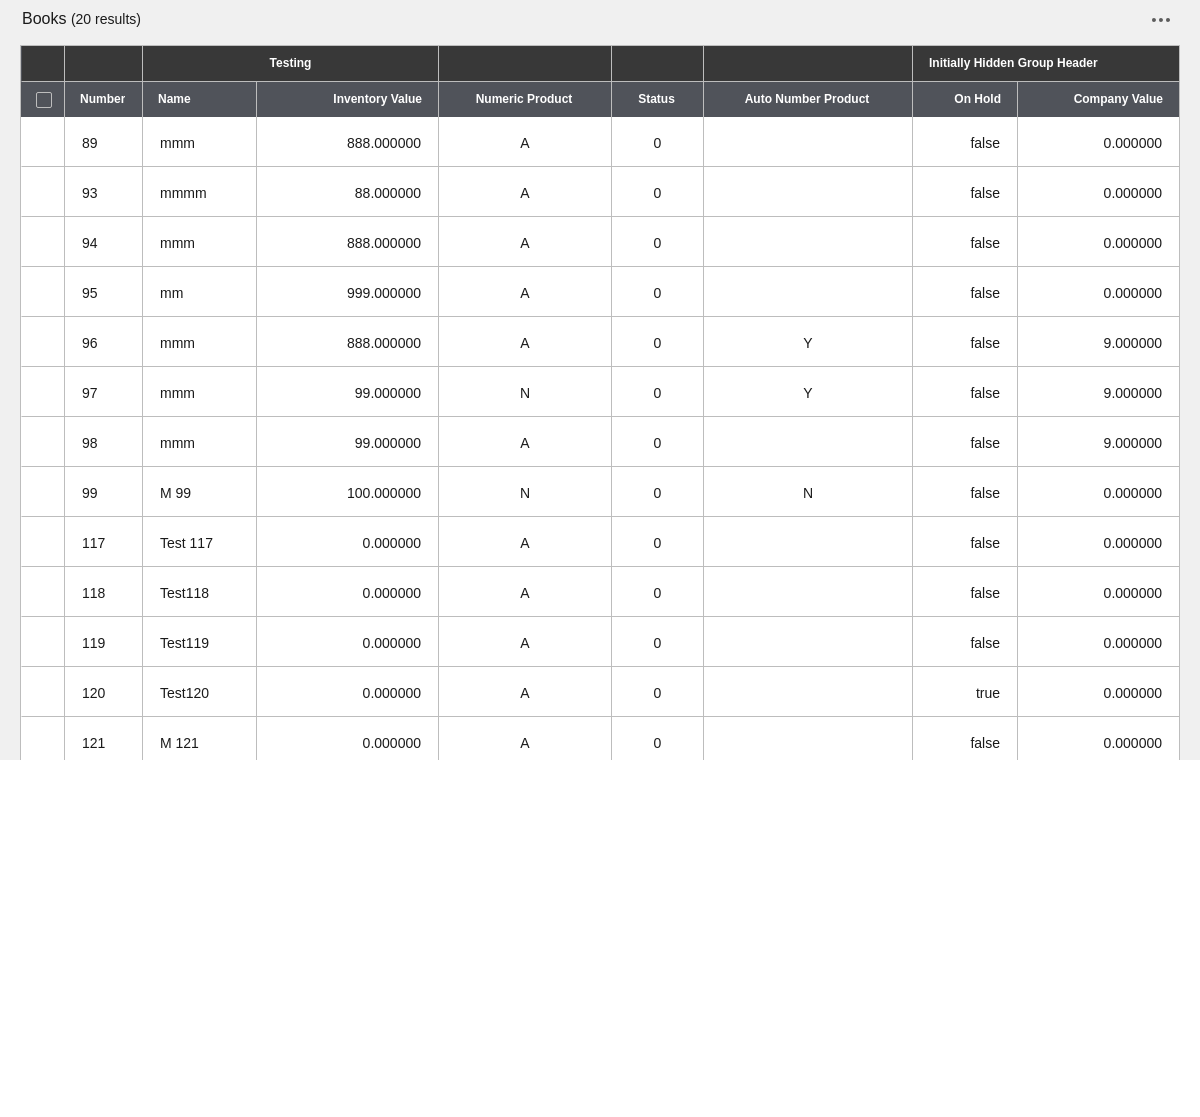 Books (20 results)
Testing Initially Hidden Group Header
Number Name Inventory Value Numeric Product Status Auto Number Product On Hold Company Value
89 mmm 888.000000 A 0 false 0.000000
93 mmmm 88.000000 A 0 false 0.000000
94 mmm 888.000000 A 0 false 0.000000
95 mm 999.000000 A 0 false 0.000000
96 mmm 888.000000 A 0 Y false 9.000000
97 mmm 99.000000 N 0 Y false 9.000000
98 mmm 99.000000 A 0 false 9.000000
99 M 99 100.000000 N 0 N false 0.000000
117 Test 117 0.000000 A 0 false 0.000000
118 Test118 0.000000 A 0 false 0.000000
119 Test119 0.000000 A 0 false 0.000000
120 Test120 0.000000 A 0 true 0.000000
121 M 121 0.000000 A 0 false 0.000000